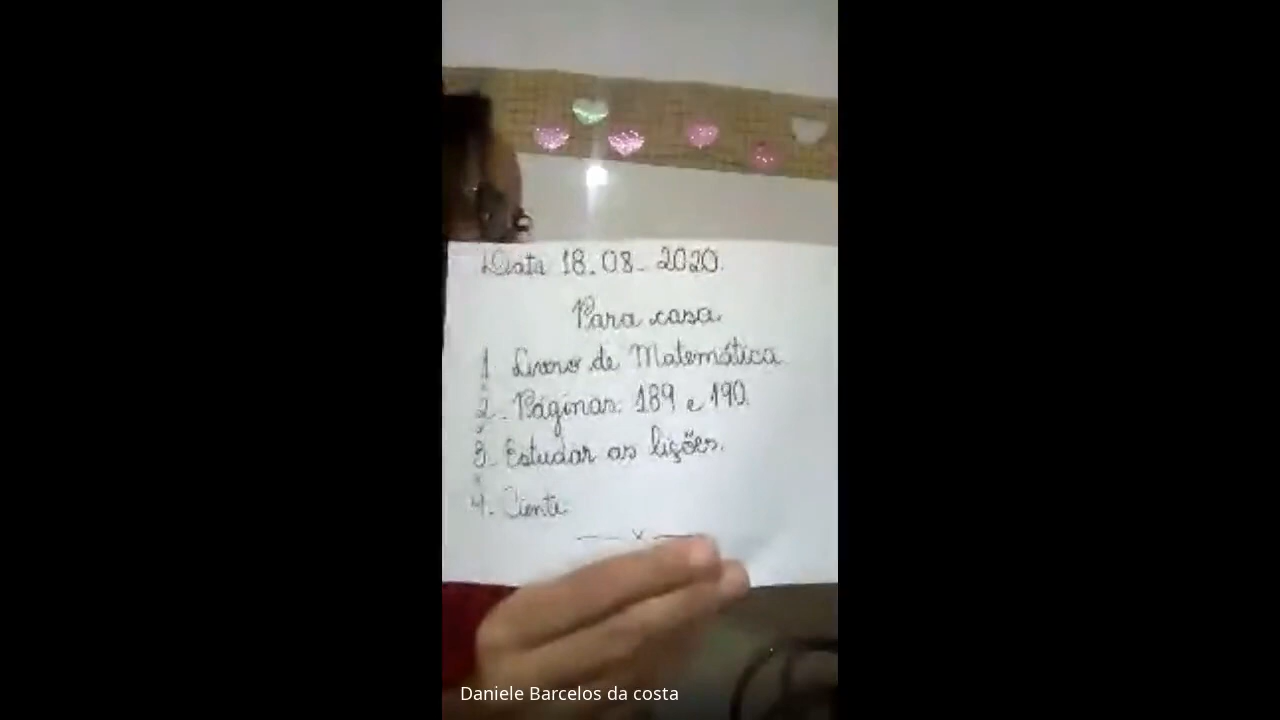 Data 18.08-2020.
Para casa.
1 Livro de Matemática
2. Páginas: 189 e 190.
3. Estudar as lições.
4. Ciente.
x
Daniele Barcelos da costa